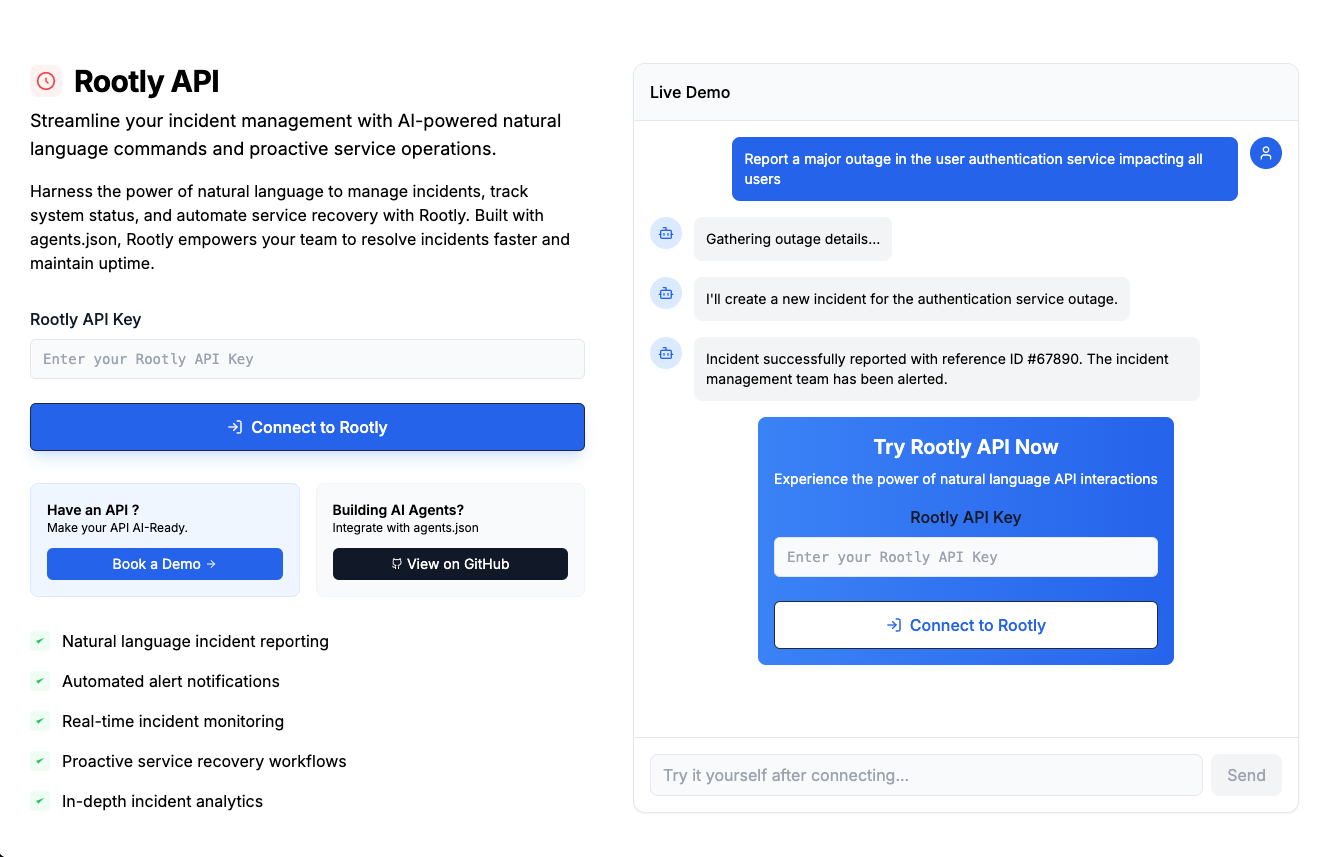 Rootly API
Streamline your incident management with AI-powered natural
language commands and proactive service operations.
Harness the power of natural language to manage incidents, track
system status, and automate service recovery with Rootly. Built with
agents.json, Rootly empowers your team to resolve incidents faster and
maintain uptime.
Rootly API Key
Enter your Rootly API Key
Connect to Rootly
Have an API ?
Make your API AI-Ready.
Book a Demo →
Building AI Agents?
Integrate with agents.json
View on GitHub
Natural language incident reporting
Automated alert notifications
Real-time incident monitoring
Proactive service recovery workflows
In-depth incident analytics
Live Demo
Report a major outage in the user authentication service impacting all
users
Gathering outage details...
I'll create a new incident for the authentication service outage.
Incident successfully reported with reference ID #67890. The incident
management team has been alerted.
Try Rootly API Now
Experience the power of natural language API interactions
Rootly API Key
Enter your Rootly API Key
Connect to Rootly
Try it yourself after connecting...
Send